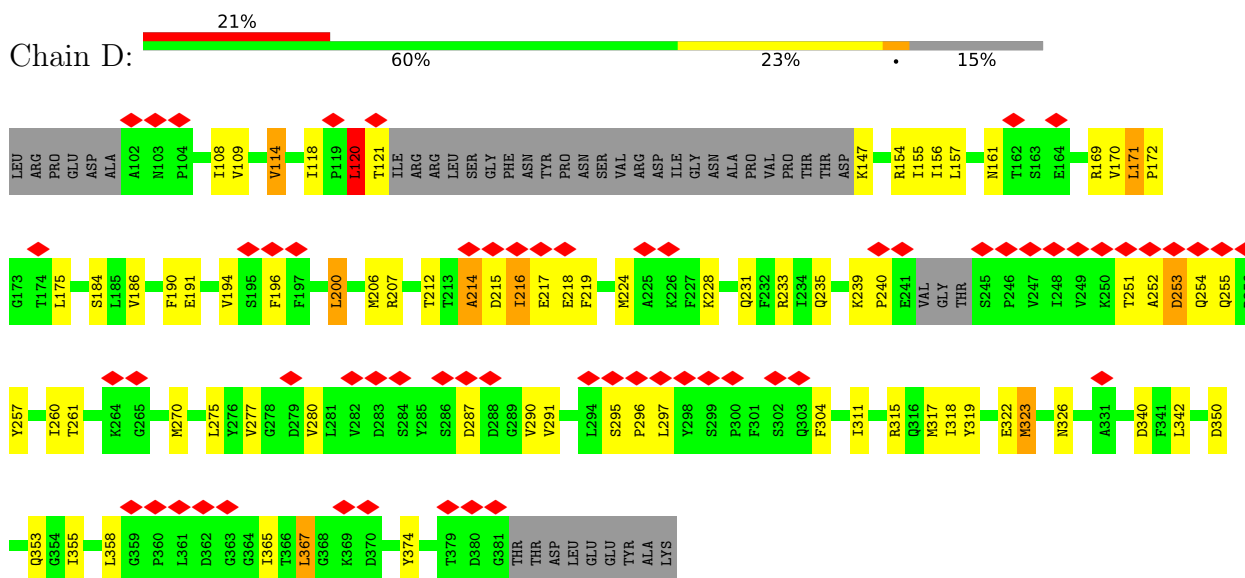 21%
Chain D:
60% 23% • 15%
LEU ARG PRO GLU ASP ALA A102 N103 P104 I108 V109 V114 I118 P119 L120 T121 ILE ARG ARG LEU SER GLY PHE ASN TYR PRO ASN SER VAL ARG ASP ILE GLY ASN ALA PRO VAL PRO THR THR ASP K147 R154 I155 I156 L157 N161 T162 S163 E164 R169 V170 L171 P172
G173 T174 L175 S184 L185 V186 F190 E191 V194 S195 F196 F197 L200 M206 R207 T212 T213 A214 D215 I216 E217 E218 F219 M224 A225 K226 F227 K228 Q231 F232 R233 I234 Q235 K239 P240 E241 VAL GLY THR S245 P246 V247 I248 V249 K250 T251 A252 D253 Q254 Q255
Y257 I260 T261 K264 G265 M270 L275 Y276 V277 G278 D279 V280 L281 V282 D283 S284 Y285 S286 D287 D288 G289 V290 V291 L294 S295 P296 L297 Y298 S299 P300 F301 S302 Q303 F304 I311 R315 Q316 M317 I318 Y319 E322 M323 N326 A331 D340 F341 L342 D350
Q353 G354 I355 L358 G359 P360 L361 D362 G363 G364 I365 T366 L367 G368 K369 D370 Y374 T379 D380 G381 THR THR ASP LEU GLU GLU TYR ALA LYS